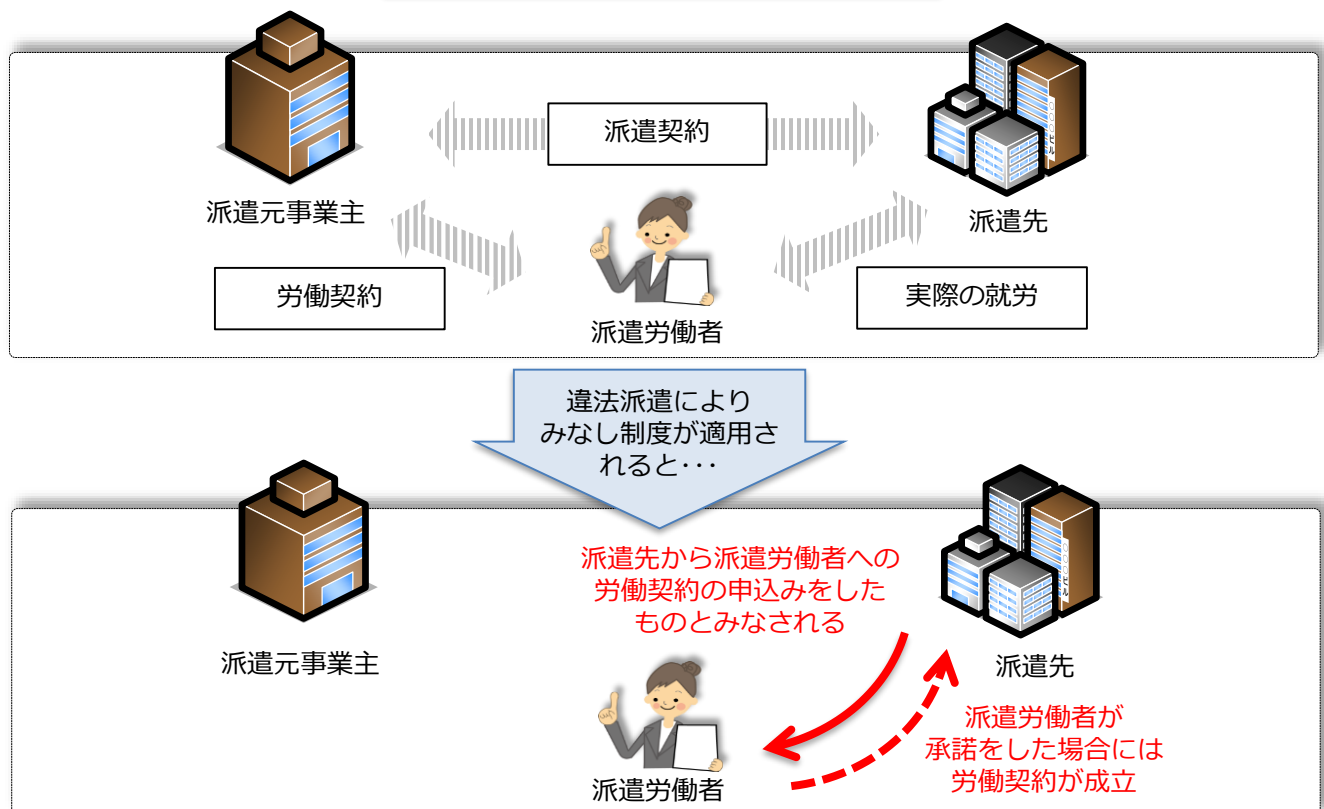 派遣契約
派遣元事業主
派遣先
労働契約
実際の就労
派遣労働者
違法派遣により
みなし制度が適用さ
れると･･･
派遣先から派遣労働者への
労働契約の申込みをした
ものとみなされる
派遣元事業主
派遣先
派遣労働者が
承諾をした場合には
労働契約が成立
派遣労働者